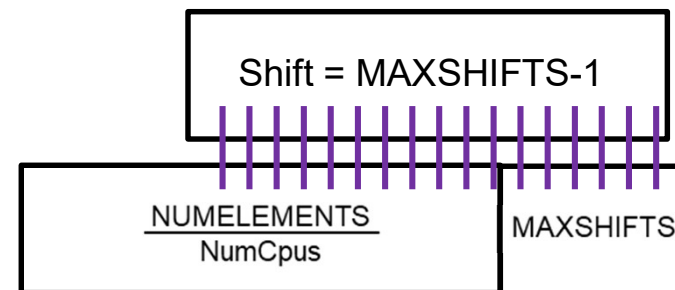 Shift = MAXSHIFTS-1
NUMELEMENTS
NumCpus
MAXSHIFTS